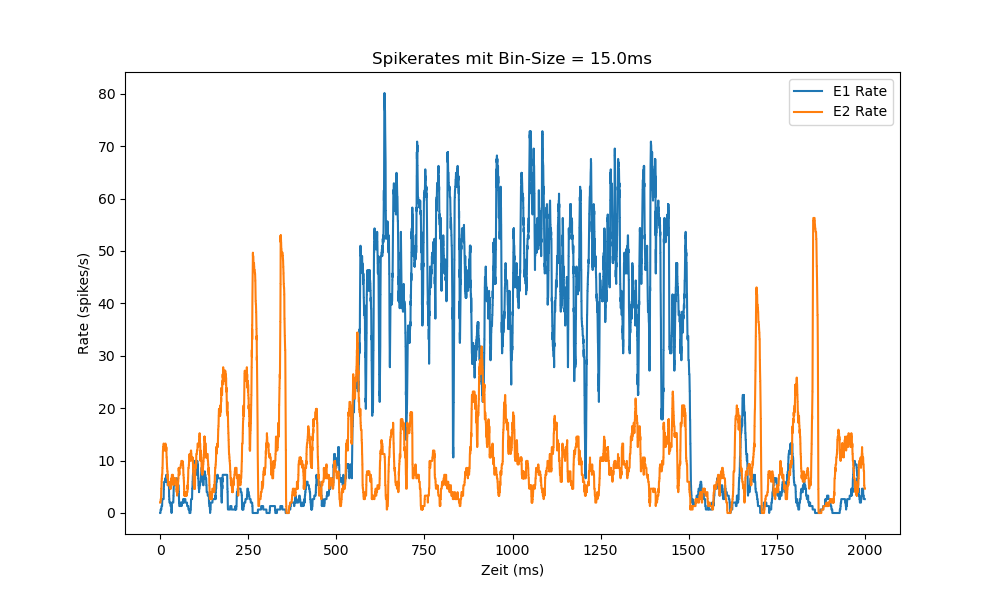 Spikerates mit Bin-Size = 15.0ms
E1 Rate
E2 Rate
80
70
60
50
40
30
20
10
0
Rate (spikes/s)
0 250 500 750 1000 1250 1500 1750 2000
Zeit (ms)